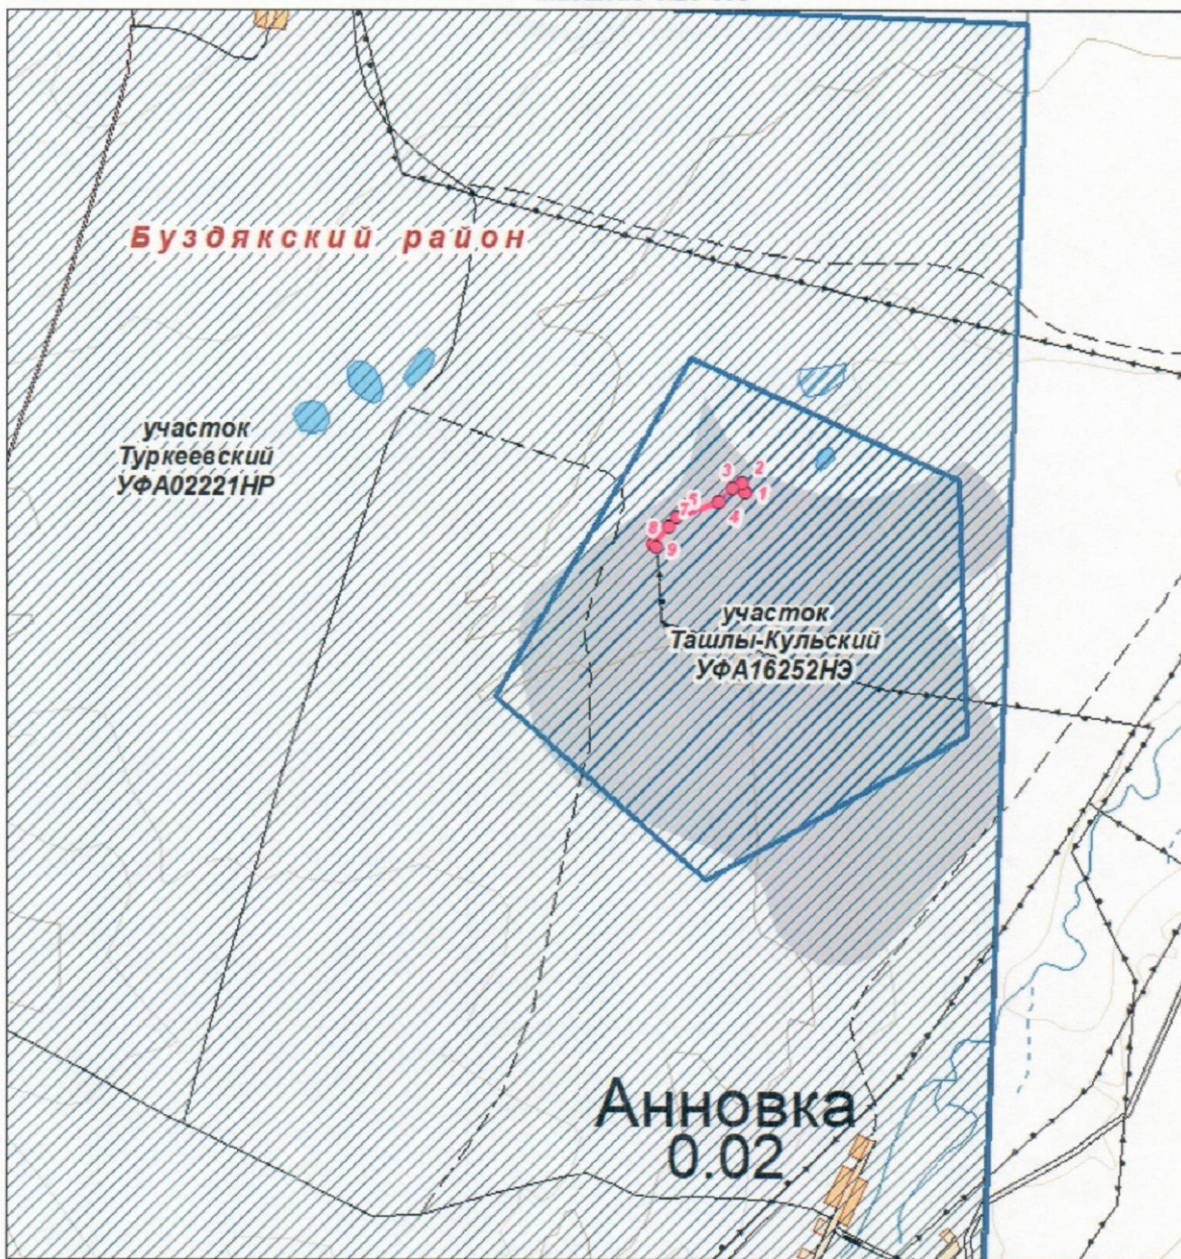 Буздякский район
участок
Туркеевский
УФА02221НР
2
3
1
5
4
7
8
9
участок
Ташлы-Кульский
УФА16252НЭ
Анновка
0.02